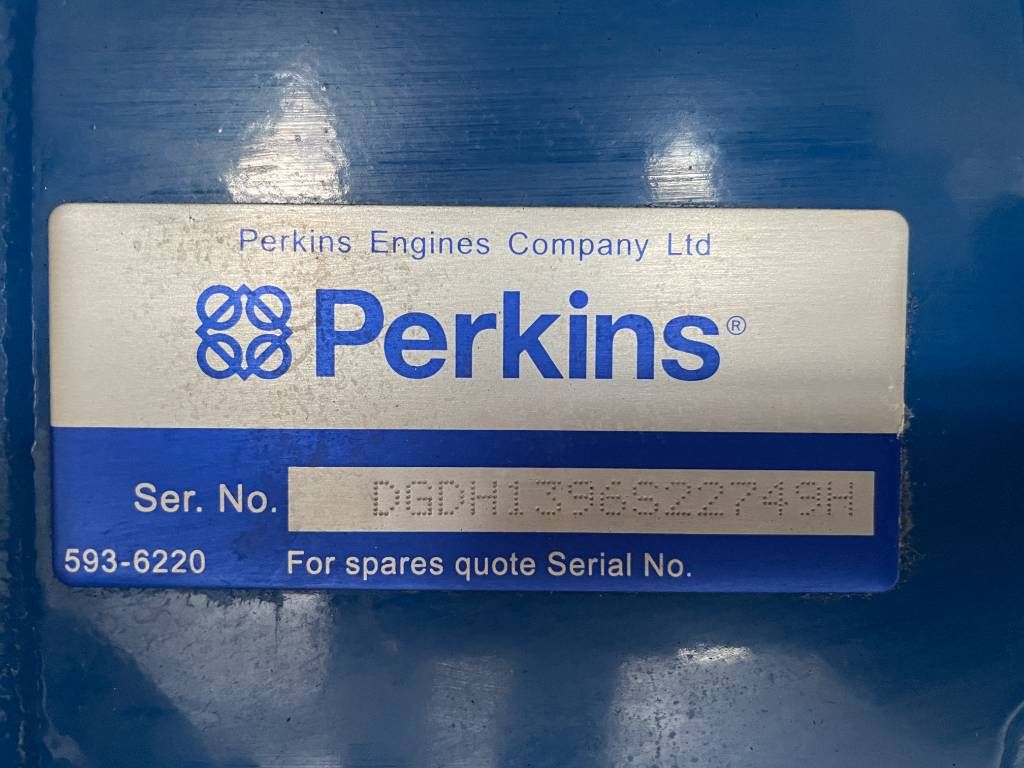 Perkins Engines Company Ltd
Perkins®
Ser. No. DGDH1396S22749H
593-6220 For spares quote Serial No.